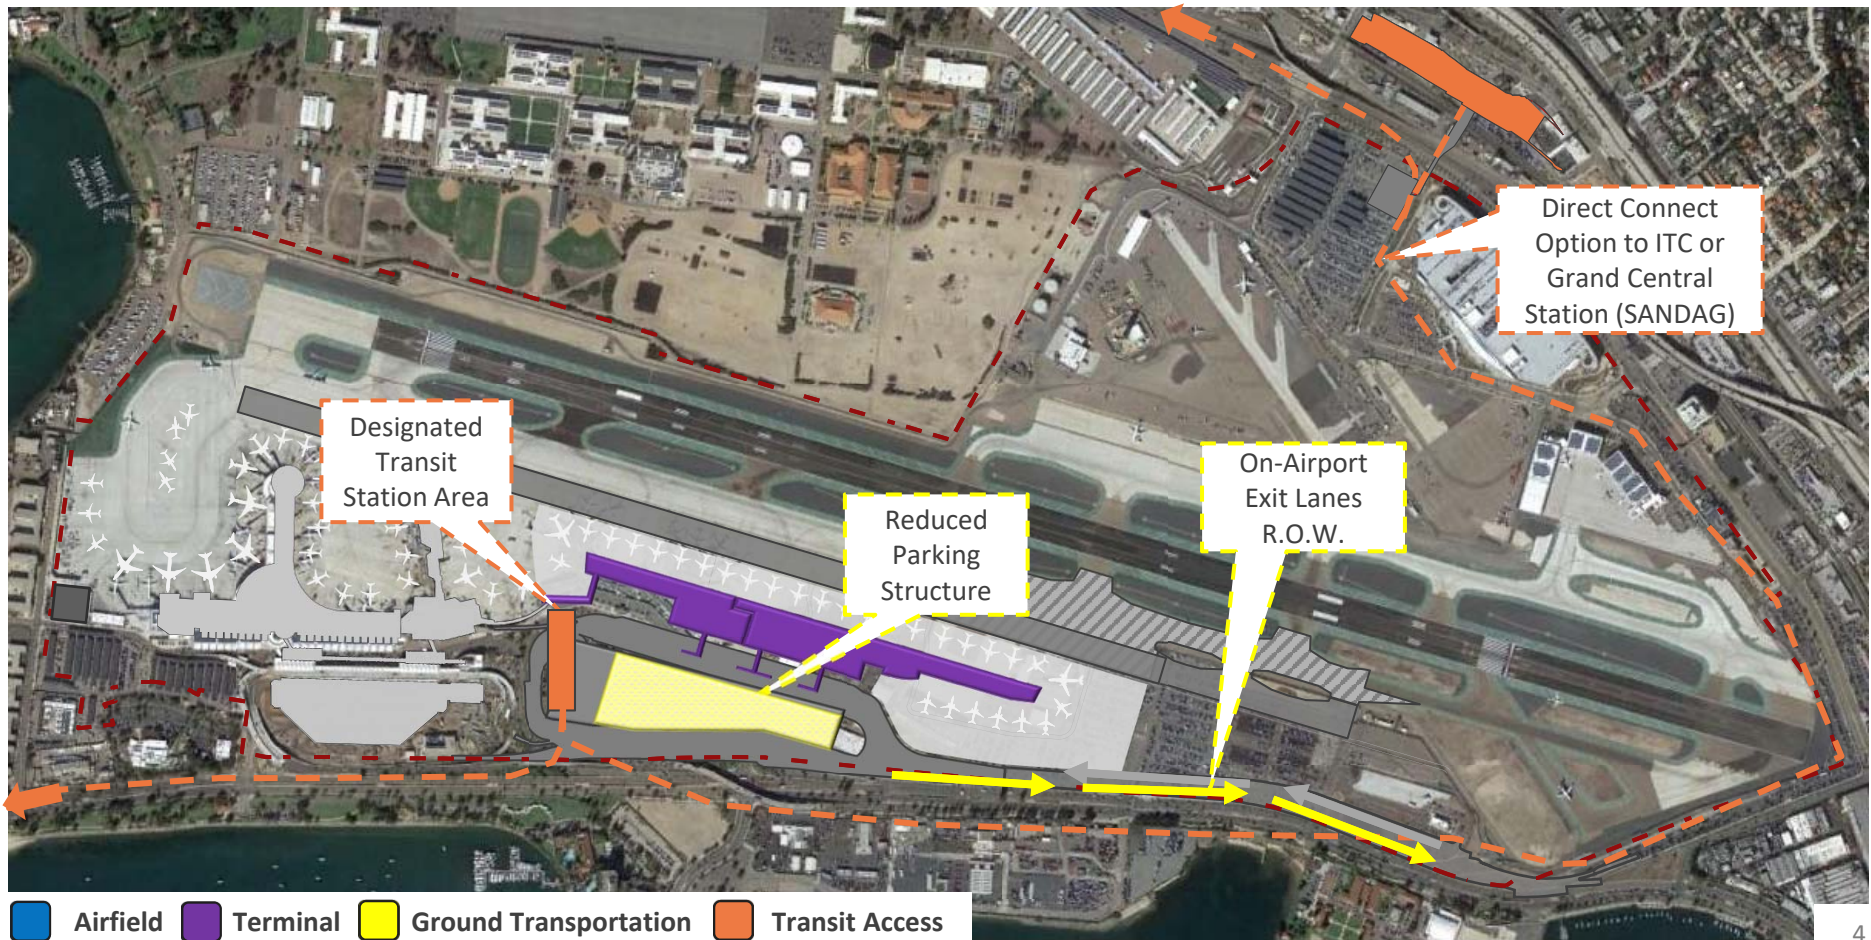 Direct Connect
Option to ITC or
Grand Central
Station (SANDAG)
Designated
Transit
Station Area
On-Airport
Exit Lanes
R.O.W.
Reduced
Parking
Structure
Airfield Terminal Ground Transportation Transit Access
4